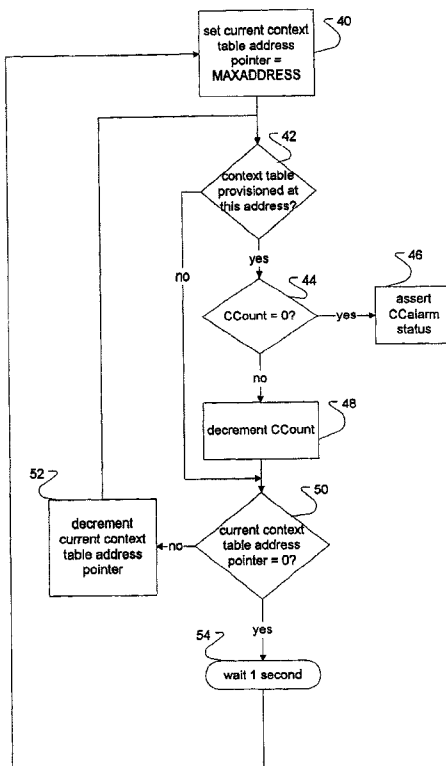 40
set current context
table address
pointer =
MAXADDRESS
42
context table
provisioned at
this address?
yes
no
44
CCount = 0?
yes
46
assert
CCalarm
status
no
48
decrement CCount
50
current context
table address
pointer = 0?
no
52
decrement
current context
table address
pointer
yes
54
wait 1 second